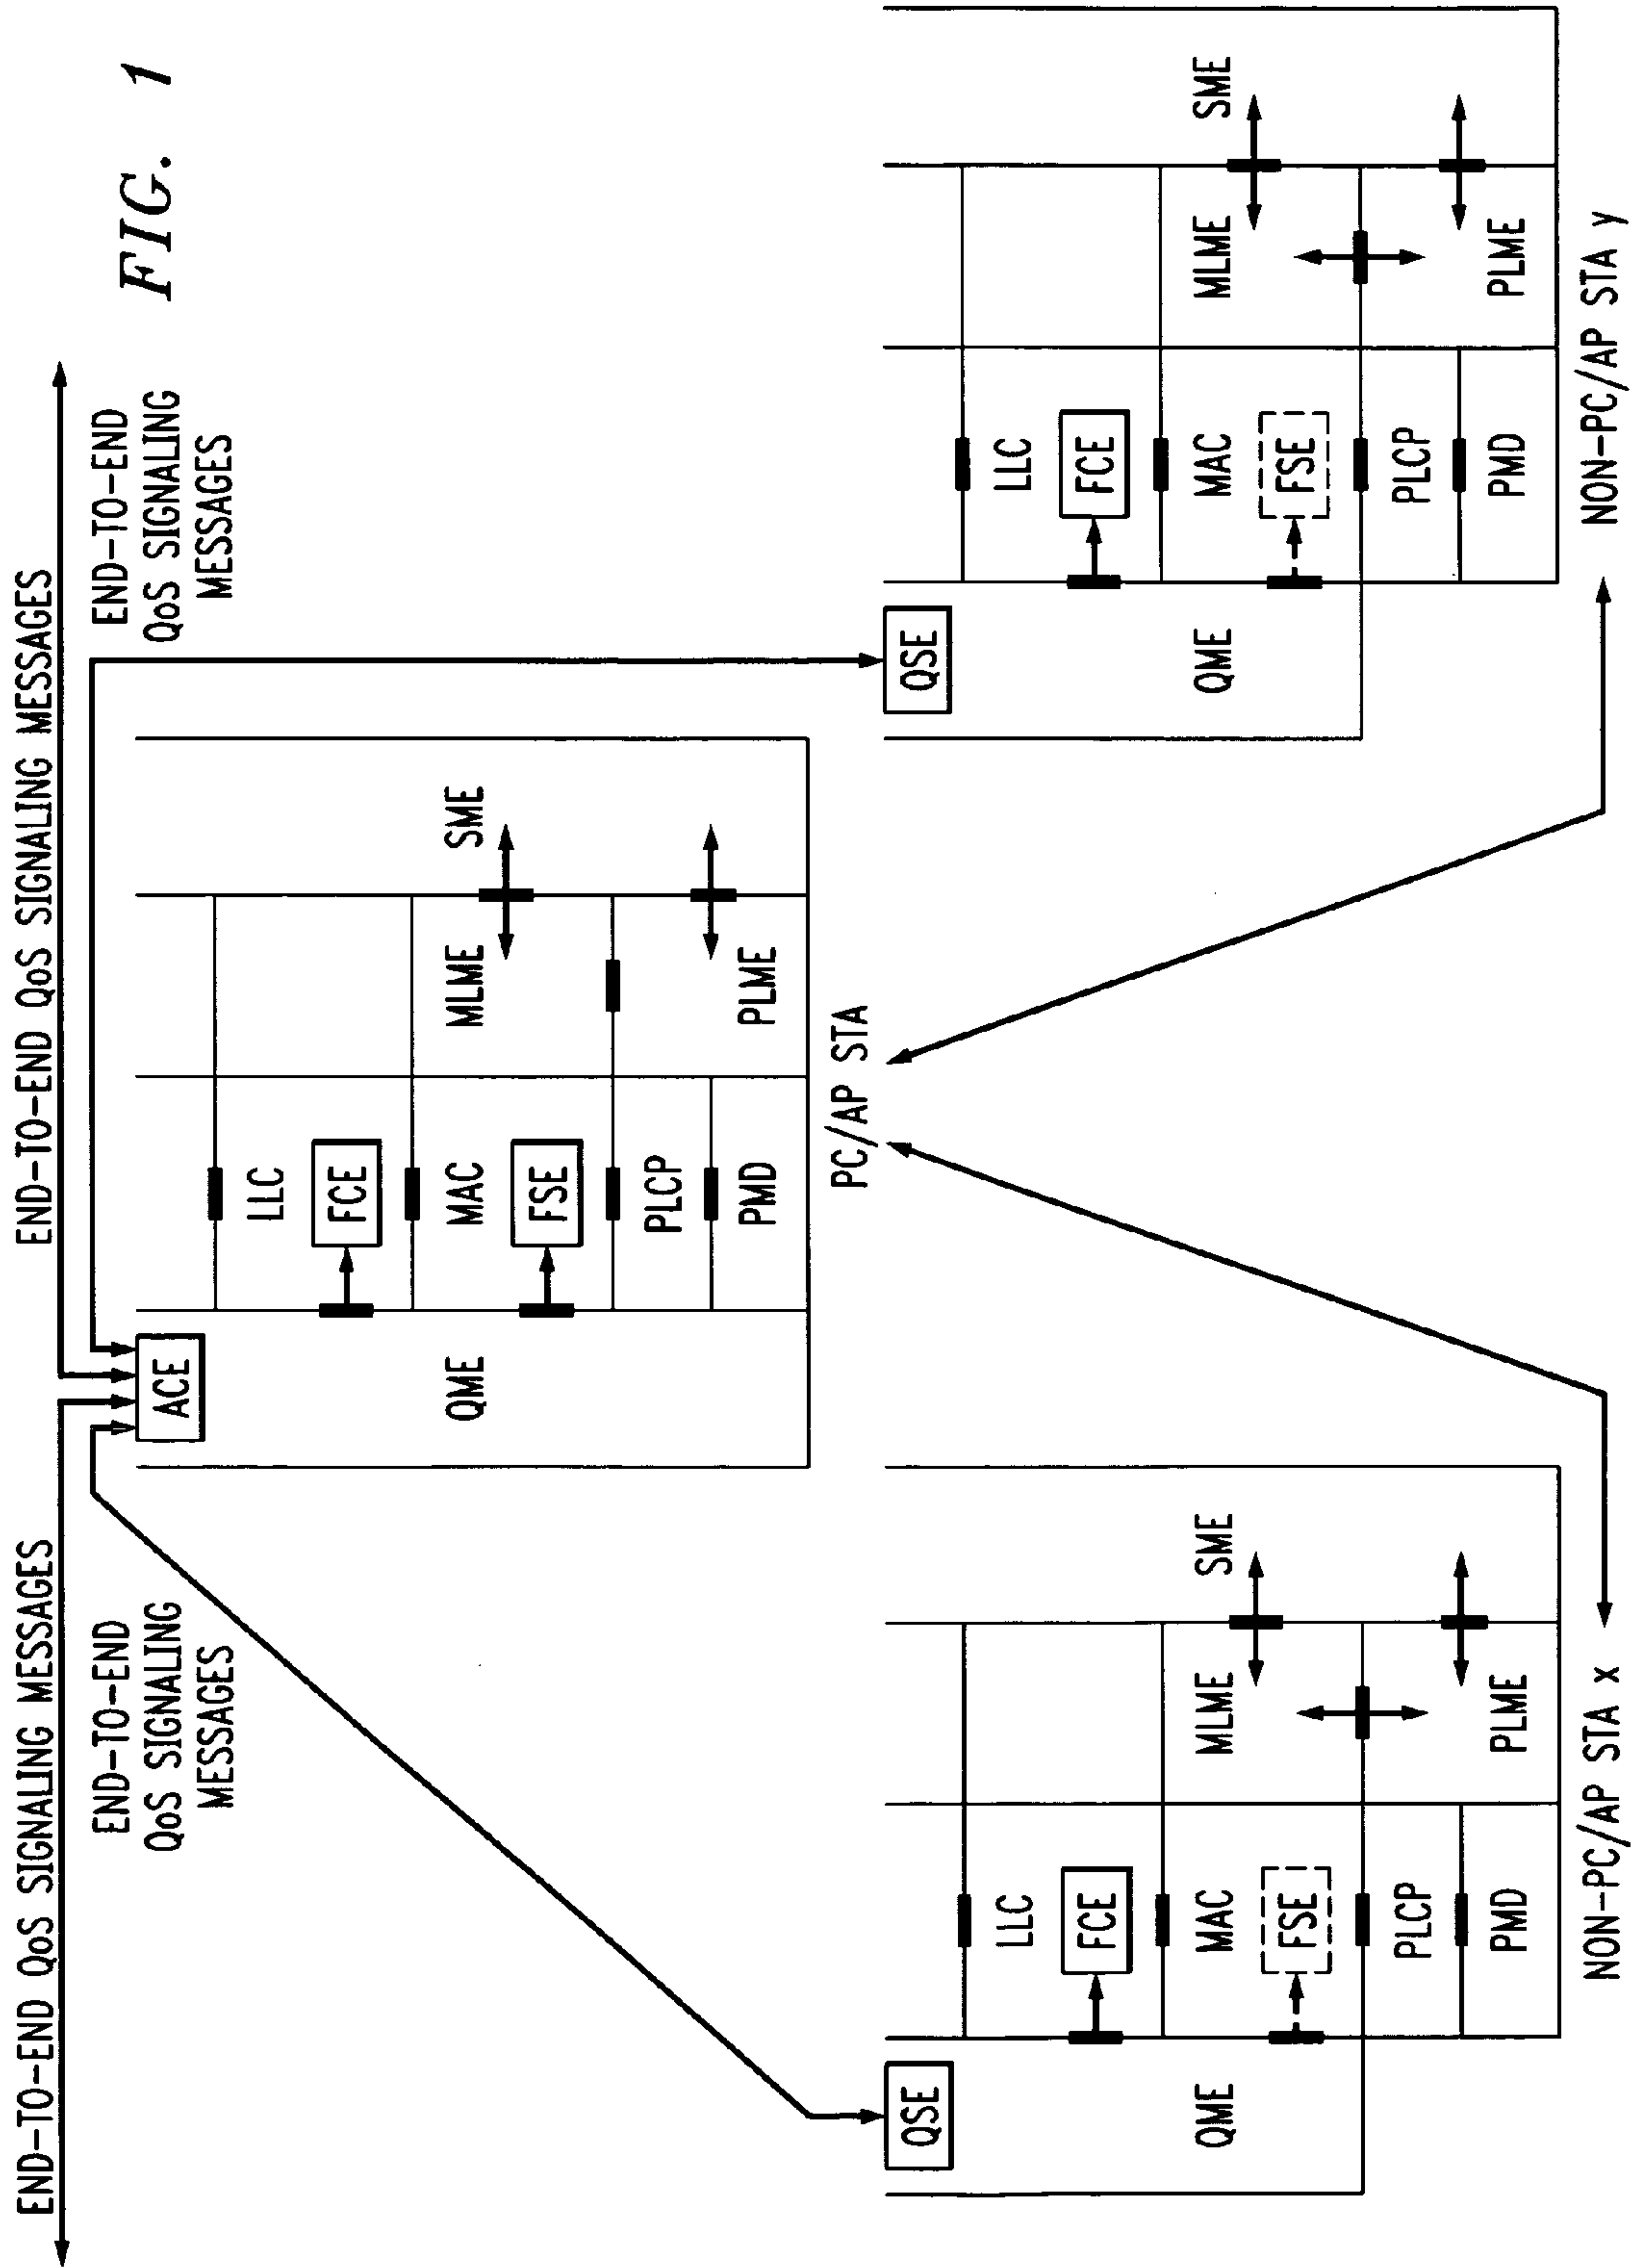 FIG. 1
END-TO-END QoS SIGNALING MESSAGES
END-TO-END QoS SIGNALING MESSAGES
END-TO-END
QoS SIGNALING
MESSAGES
END-TO-END
QoS SIGNALING
MESSAGES
ACE
QME
LLC
FCE
MAC
FSE
PLCP
PMD
MLME
PLME
SME
PC/AP STA
QSE
QME
LLC
FCE
MAC
FSE
PLCP
PMD
MLME
PLME
SME
NON-PC/AP STA x
QSE
QME
LLC
FCE
MAC
FSE
PLCP
PMD
MLME
PLME
SME
NON-PC/AP STA y